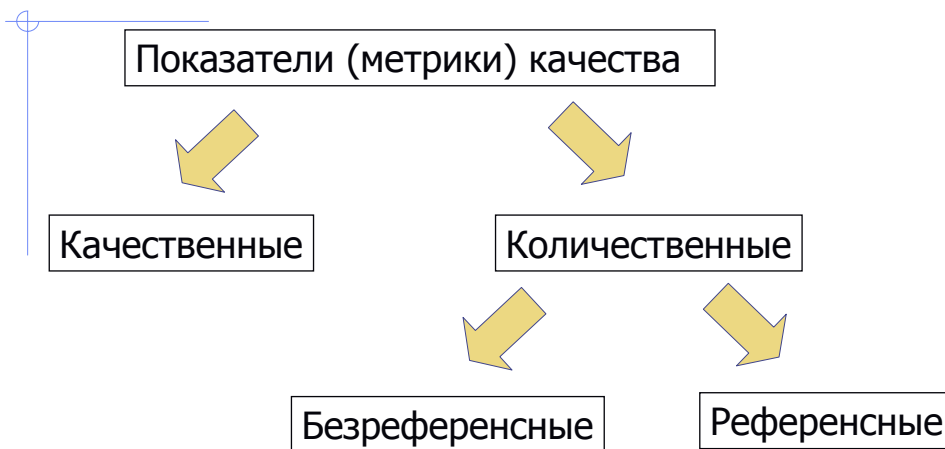 Показатели (метрики) качества
Качественные
Количественные
Безреференсные
Референсные